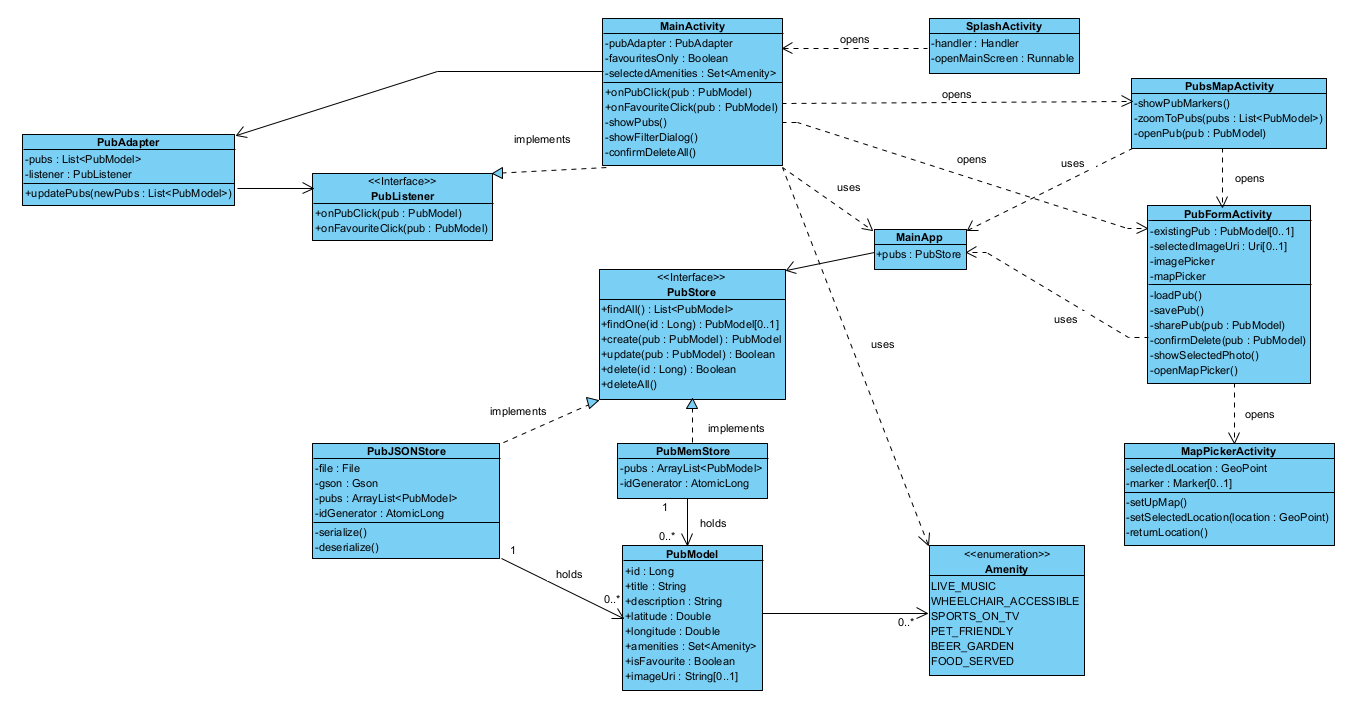 MainActivity
-pubAdapter : PubAdapter
-favouritesOnly : Boolean
-selectedAmenities : Set<Amenity>
+onPubClick(pub : PubModel)
+onFavouriteClick(pub : PubModel)
-showPubs()
-showFilterDialog()
-confirmDeleteAll()
opens
SplashActivity
-handler : Handler
-openMainScreen : Runnable
opens
PubsMapActivity
-showPubMarkers()
-zoomToPubs(pubs : List<PubModel>)
-openPub(pub : PubModel)
PubAdapter
-pubs : List<PubModel>
-listener : PubListener
+updatePubs(newPubs : List<PubModel>)
implements
<<Interface>>
PubListener
+onPubClick(pub : PubModel)
+onFavouriteClick(pub : PubModel)
uses
opens
uses
opens
MainApp
+pubs : PubStore
PubFormActivity
-existingPub : PubModel[0..1]
-selectedImageUri : Uri[0..1]
-imagePicker
-mapPicker
-loadPub()
-savePub()
-sharePub(pub : PubModel)
-confirmDelete(pub : PubModel)
-showSelectedPhoto()
-openMapPicker()
<<Interface>>
PubStore
+findAll() : List<PubModel>
+findOne(id : Long) : PubModel[0..1]
+create(pub : PubModel) : PubModel
+update(pub : PubModel) : Boolean
+delete(id : Long) : Boolean
+deleteAll()
uses
uses
implements
implements
opens
PubJSONStore
-file : File
-gson : Gson
-pubs : ArrayList<PubModel>
-idGenerator : AtomicLong
-serialize()
-deserialize()
PubMemStore
-pubs : ArrayList<PubModel>
-idGenerator : AtomicLong
MapPickerActivity
-selectedLocation : GeoPoint
-marker : Marker[0..1]
-setUpMap()
-setSelectedLocation(location : GeoPoint)
-returnLocation()
1
holds
0..*
1
holds
0..*
PubModel
+id : Long
+title : String
+description : String
+latitude : Double
+longitude : Double
+amenities : Set<Amenity>
+isFavourite : Boolean
+imageUri : String[0..1]
0..*
<<enumeration>>
Amenity
LIVE_MUSIC
WHEELCHAIR_ACCESSIBLE
SPORTS_ON_TV
PET_FRIENDLY
BEER_GARDEN
FOOD_SERVED